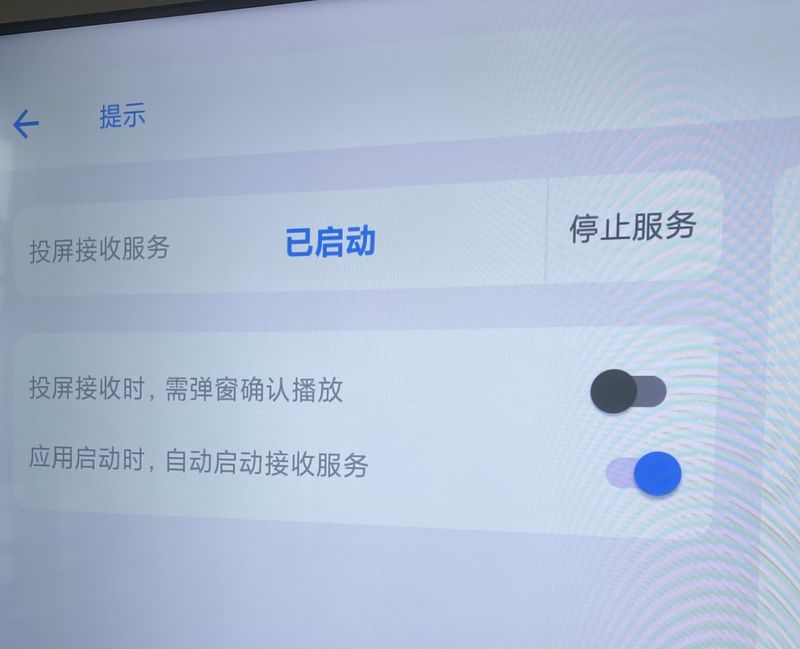 提示
投屏接收服务 已启动 停止服务
投屏接收时，需弹窗确认播放
应用启动时，自动启动接收服务